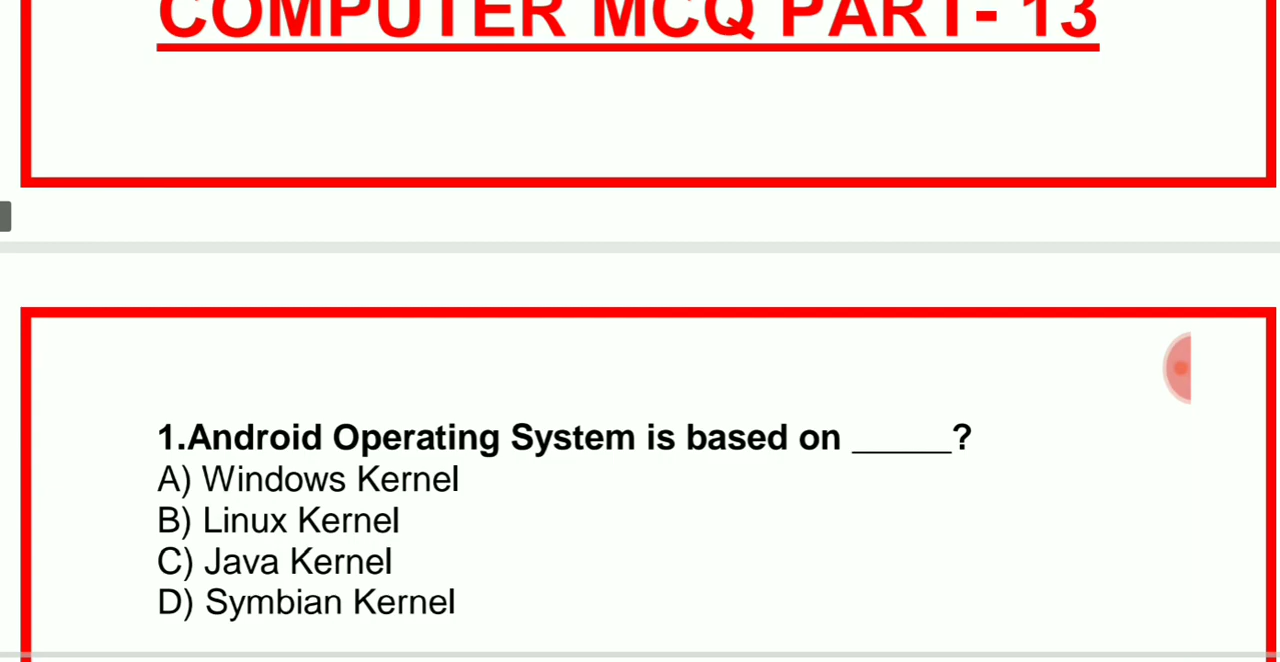 COMPUTER MCQ PART- 13
1.Android Operating System is based on _____?
A) Windows Kernel
B) Linux Kernel
C) Java Kernel
D) Symbian Kernel